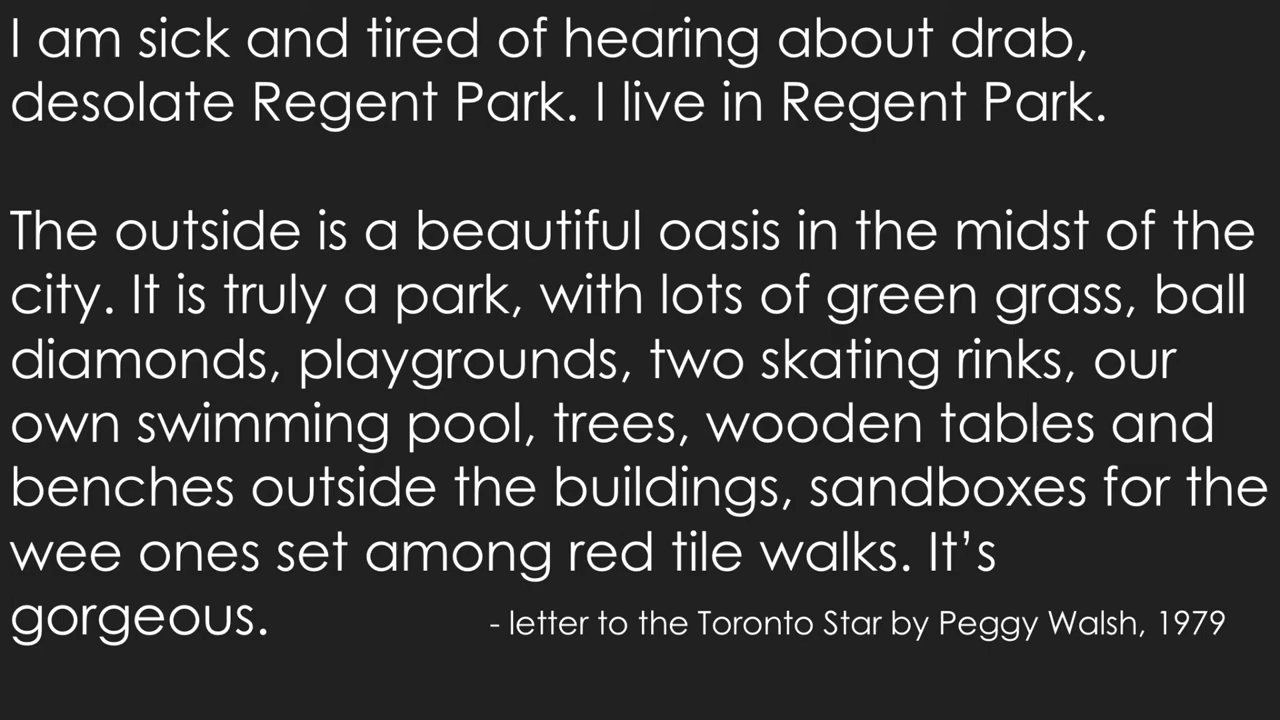 I am sick and tired of hearing about drab,
desolate Regent Park. I live in Regent Park.
The outside is a beautiful oasis in the midst of the
city. It is truly a park, with lots of green grass, ball
diamonds, playgrounds, two skating rinks, our
own swimming pool, trees, wooden tables and
benches outside the buildings, sandboxes for the
wee ones set among red tile walks. It’s
gorgeous. - letter to the Toronto Star by Peggy Walsh, 1979